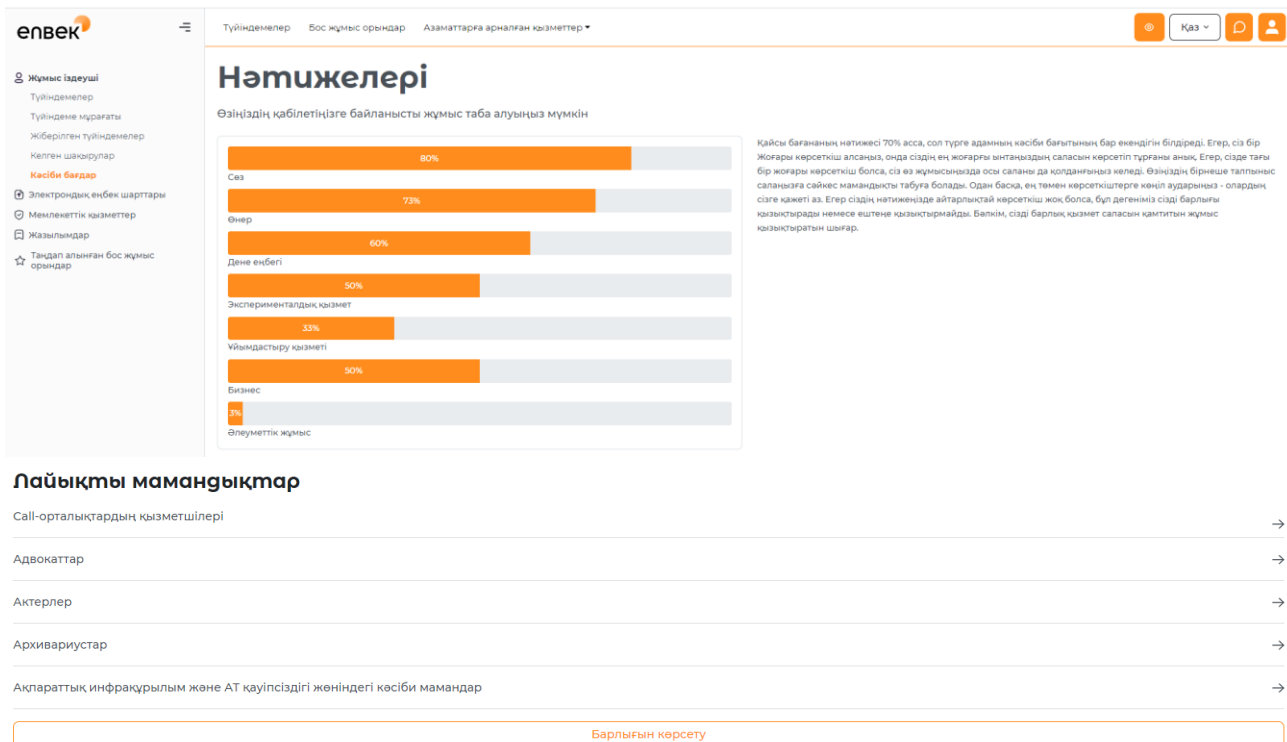 enbek
Түйіндемелер Бос жұмыс орындар Азаматтарға арналған қызметтер
Қаз
Жұмыс іздеуші
Түйіндемелер
Түйіндеме мұрағаты
Жіберілген түйіндемелер
Келген шақырулар
Кәсіби бағдар
Электрондық еңбек шарттары
Мемлекеттік қызметтер
Жазылымдар
Таңдап алынған бос жұмыс
орындар
Нәтижелері
Өзіңіздің қабілетіңізге байланысты жұмыс таба алуыңыз мүмкін
80%
Сөз
73%
Өнер
60%
Дене еңбегі
50%
Эксперименталдық қызмет
33%
Ұйымдастыру қызметі
50%
Бизнес
3%
Әлеуметтік жұмыс
Қайсы бағананың нәтижесі 70% асса, сол түрге адамның кәсіби бағытының бар екендігін білдіреді. Егер, сіз бір
Жоғары көрсеткіш алсаңыз, онда сіздің ең жоғарғы ынтаңыздың саласын көрсетіп тұрғаны анық. Егер, сізде тағы
бір жоғары көрсеткіш болса, сіз өз жұмысыңызда осы саланы да қолданғыңыз келеді. Өзіңіздің бірнеше талпыныс
салаңызға сәйкес мамандықты табуға болады. Одан басқа, ең төмен көрсеткіштерге көңіл аударыңыз - олардың
сізге қажеті аз. Егер сіздің нәтижеңізде айтарлықтай көрсеткіш жоқ болса, бұл дегеніміз сізді барлығы
қызықтырады немесе ештеңе қызықтырмайды. Бәлкім, сізді барлық қызмет саласын қамтитын жұмыс
қызықтыратын шығар.
Лайықты мамандықтар
Call-орталықтардың қызметшілері
Адвокаттар
Актерлер
Архивариустар
Ақпараттық инфрақұрылым және АТ қауіпсіздігі жөніндегі кәсіби мамандар
Барлығын көрсету